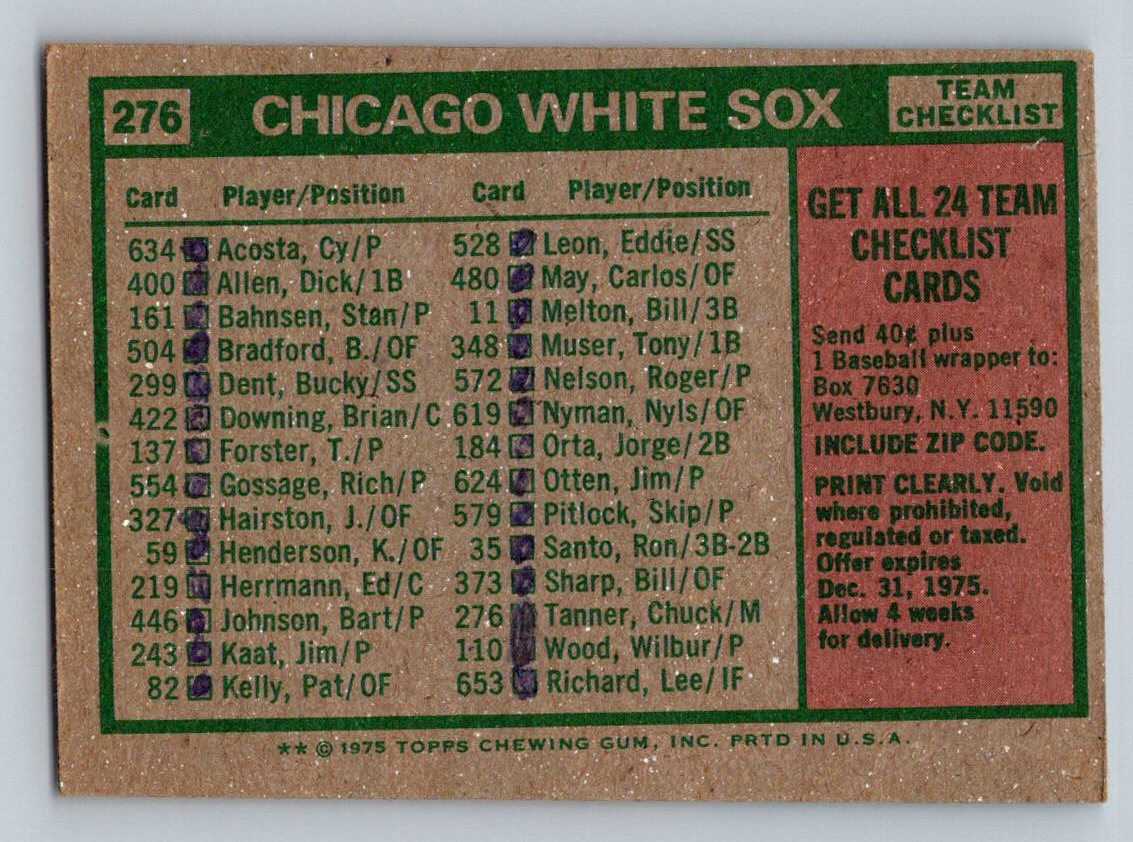 276 CHICAGO WHITE SOX TEAM CHECKLIST
Card Player/Position
634 Acosta, Cy/P
400 Allen, Dick/1B
161 Bahnsen, Stan/P
504 Bradford, B./OF
299 Dent, Bucky/SS
422 Downing, Brian/C
137 Forster, T./P
554 Gossage, Rich/P
327 Hairston, J./OF
59 Henderson, K./OF
219 Herrmann, Ed/C
446 Johnson, Bart/P
243 Kaat, Jim/P
82 Kelly, Pat/OF
Card Player/Position
528 Leon, Eddie/SS
480 May, Carlos/OF
11 Melton, Bill/3B
348 Muser, Tony/1B
572 Nelson, Roger/P
619 Nyman, Nyls/OF
184 Orta, Jorge/2B
624 Otten, Jim/P
579 Pitlock, Skip/P
35 Santo, Ron/3B-2B
373 Sharp, Bill/OF
276 Tanner, Chuck/M
110 Wood, Wilbur/P
653 Richard, Lee/IF
GET ALL 24 TEAM
CHECKLIST
CARDS
Send 40¢ plus
1 Baseball wrapper to:
Box 7630
Westbury, N.Y. 11590
INCLUDE ZIP CODE.
PRINT CLEARLY. Void
where prohibited,
regulated or taxed.
Offer expires
Dec. 31, 1975.
Allow 4 weeks
for delivery.
** © 1975 TOPPS CHEWING GUM, INC. PRTD IN U.S.A.